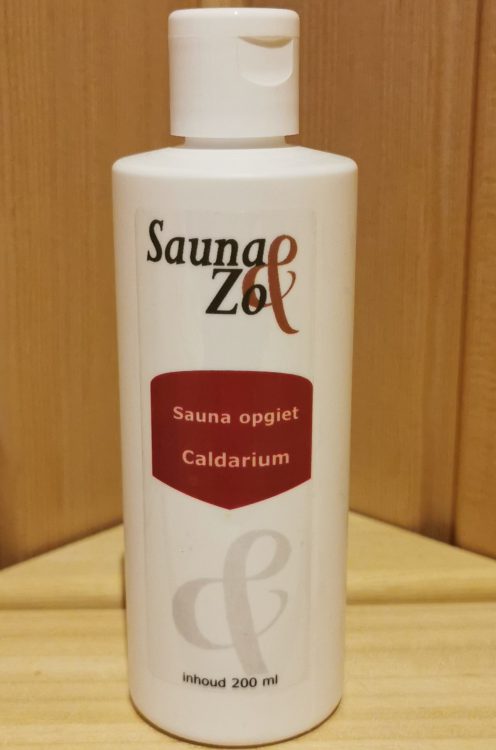 Sauna &
Zo
Sauna opgiet
Caldarium
&
inhoud 200 ml